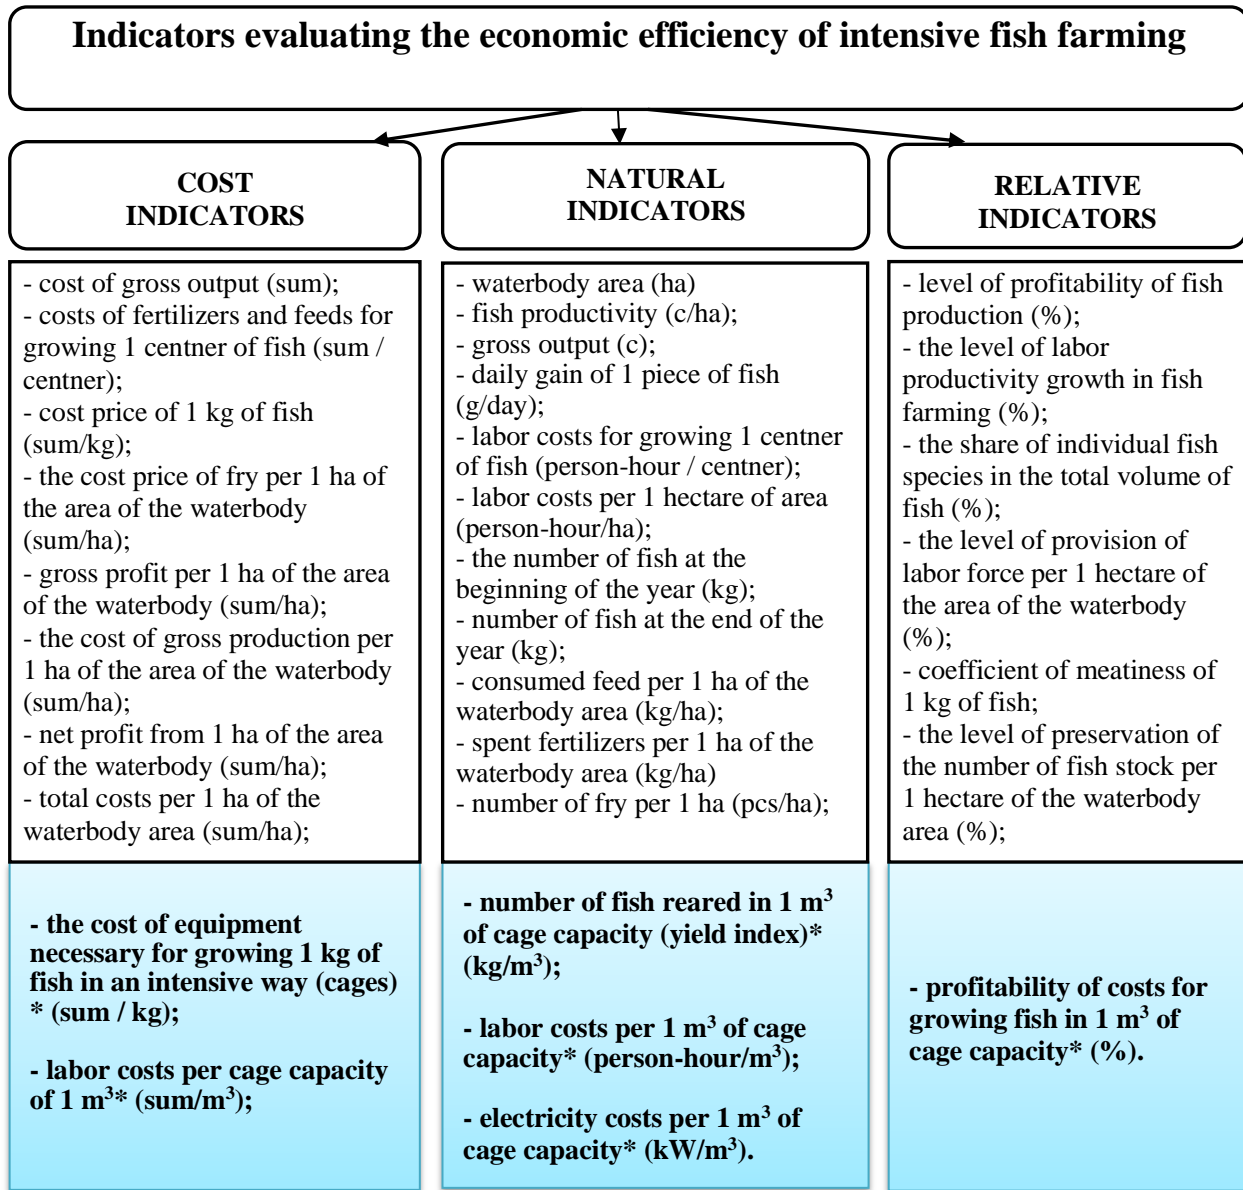 Indicators evaluating the economic efficiency of intensive fish farming
COST
INDICATORS
- cost of gross output (sum);
- costs of fertilizers and feeds for
growing 1 centner of fish (sum /
centner);
- cost price of 1 kg of fish
(sum/kg);
- the cost price of fry per 1 ha of
the area of the waterbody
(sum/ha);
- gross profit per 1 ha of the area
of the waterbody (sum/ha);
- the cost of gross production per
1 ha of the area of the waterbody
(sum/ha);
- net profit from 1 ha of the area
of the waterbody (sum/ha);
- total costs per 1 ha of the
waterbody area (sum/ha);
- the cost of equipment
necessary for growing 1 kg of
fish in an intensive way (cages)
* (sum / kg);
- labor costs per cage capacity
of 1 m³* (sum/m³);
NATURAL
INDICATORS
- waterbody area (ha)
- fish productivity (c/ha);
- gross output (c);
- daily gain of 1 piece of fish
(g/day);
- labor costs for growing 1 centner
of fish (person-hour / centner);
- labor costs per 1 hectare of area
(person-hour/ha);
- the number of fish at the
beginning of the year (kg);
- number of fish at the end of the
year (kg);
- consumed feed per 1 ha of the
waterbody area (kg/ha);
- spent fertilizers per 1 ha of the
waterbody area (kg/ha)
- number of fry per 1 ha (pcs/ha);
- number of fish reared in 1 m³
of cage capacity (yield index)*
(kg/m³);
- labor costs per 1 m³ of cage
capacity* (person-hour/m³);
- electricity costs per 1 m³ of
cage capacity* (kW/m³).
RELATIVE
INDICATORS
- level of profitability of fish
production (%);
- the level of labor
productivity growth in fish
farming (%);
- the share of individual fish
species in the total volume of
fish (%);
- the level of provision of
labor force per 1 hectare of
the area of the waterbody
(%);
- coefficient of meatiness of
1 kg of fish;
- the level of preservation of
the number of fish stock per
1 hectare of the waterbody
area (%);
- profitability of costs for
growing fish in 1 m³ of
cage capacity* (%).